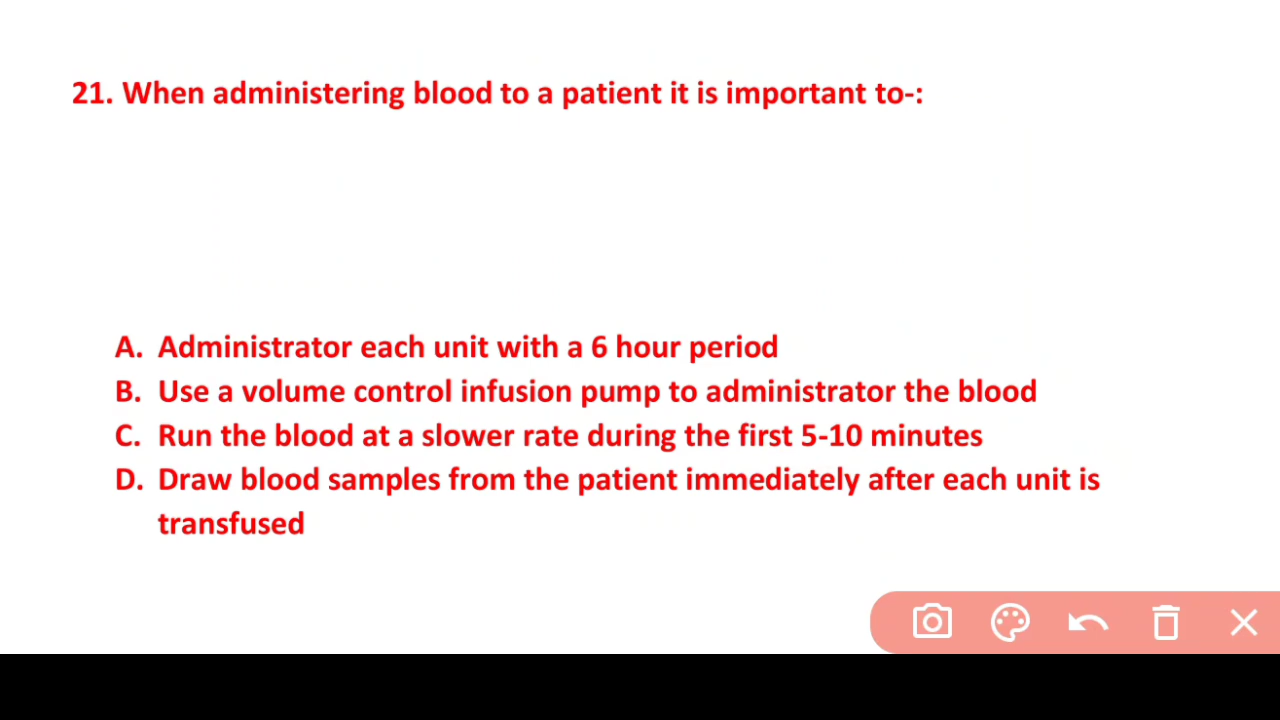 21. When administering blood to a patient it is important to-:
A. Administrator each unit with a 6 hour period
B. Use a volume control infusion pump to administrator the blood
C. Run the blood at a slower rate during the first 5-10 minutes
D. Draw blood samples from the patient immediately after each unit is
transfused